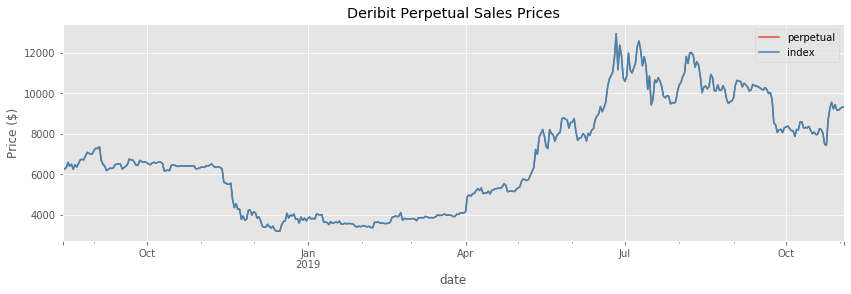 Deribit Perpetual Sales Prices
perpetual
index
Price ($)
12000
10000
8000
6000
4000
Oct
Jan
2019
Apr
Jul
Oct
date